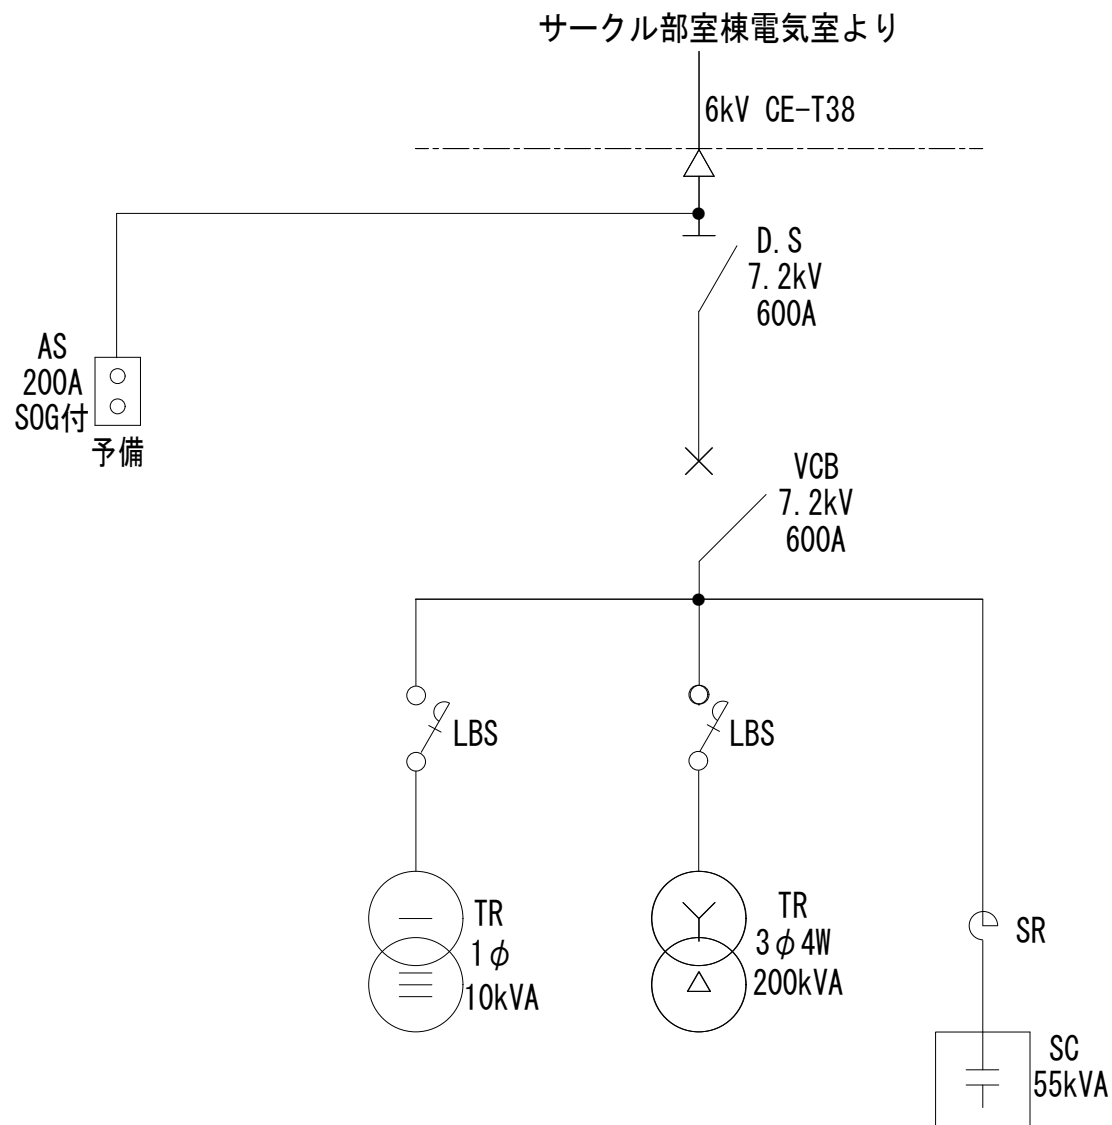 サークル部室棟電気室より
6kV CE-T38
D.S
7.2kV
600A
AS
200A
SOG付
予備
VCB
7.2kV
600A
LBS
LBS
TR
1φ
10kVA
TR
3φ4W
200kVA
SR
SC
55kVA